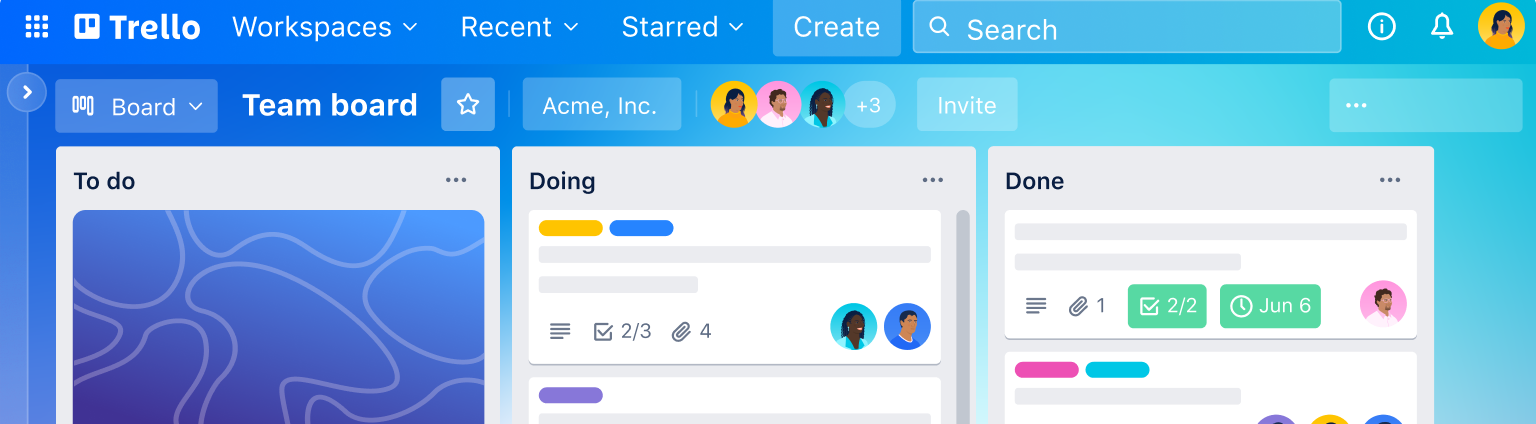 Trello Workspaces Recent Starred Create Search
Board Team board Acme, Inc. +3 Invite
To do Doing Done
2/3 4
1 2/2 Jun 6